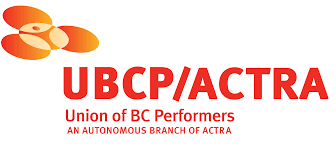 UBCP/ACTRA
Union of BC Performers
AN AUTONOMOUS BRANCH OF ACTRA